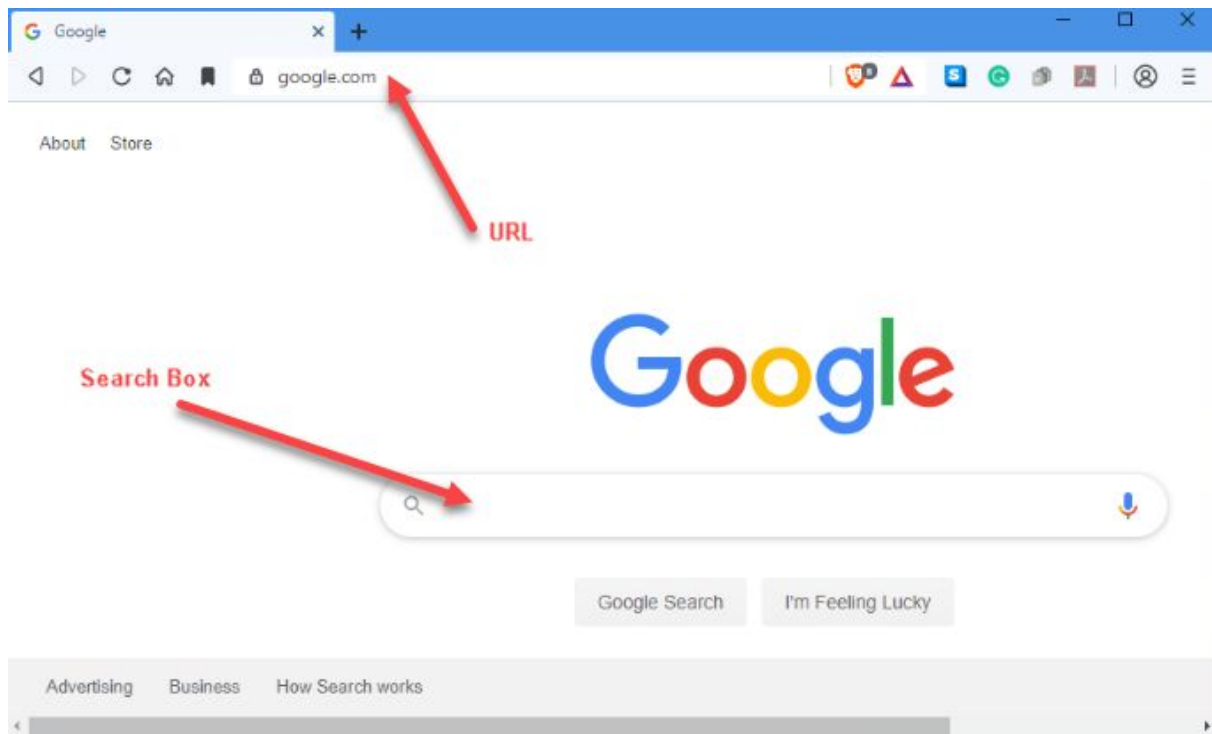 Google
google.com
About Store
URL
Google
Search Box
Google Search I'm Feeling Lucky
Advertising Business How Search works